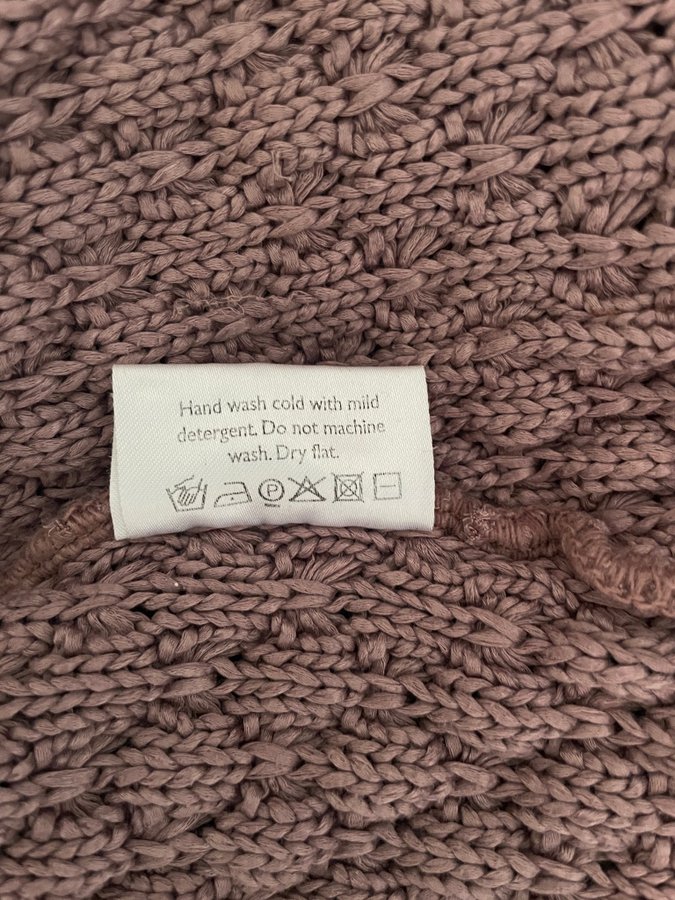 Hand wash cold with mild
detergent. Do not machine
wash. Dry flat.
P